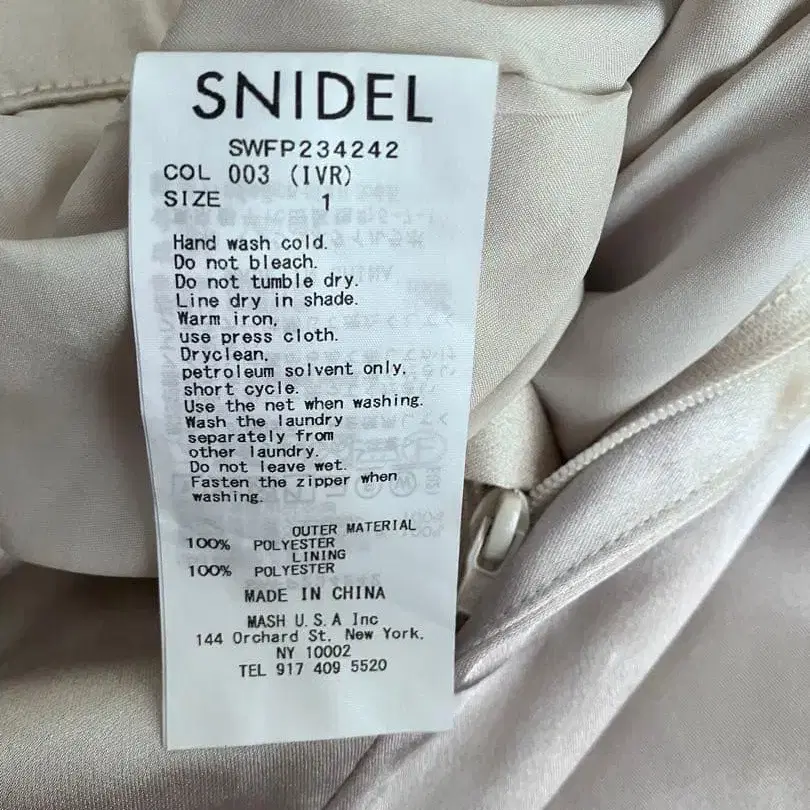 SNIDEL
SWFP234242
COL 003 (IVR)
SIZE 1
Hand wash cold.
Do not bleach.
Do not tumble dry.
Line dry in shade.
Warm iron,
use press cloth.
Dryclean,
petroleum solvent only.
short cycle.
Use the net when washing.
Wash the laundry
separately from
other laundry.
Do not leave wet.
Fasten the zipper when
washing.
OUTER MATERIAL
100% POLYESTER
LINING
100% POLYESTER
MADE IN CHINA
MASH U.S.A Inc
144 Orchard St. New York.
NY 10002
TEL 917 409 5520